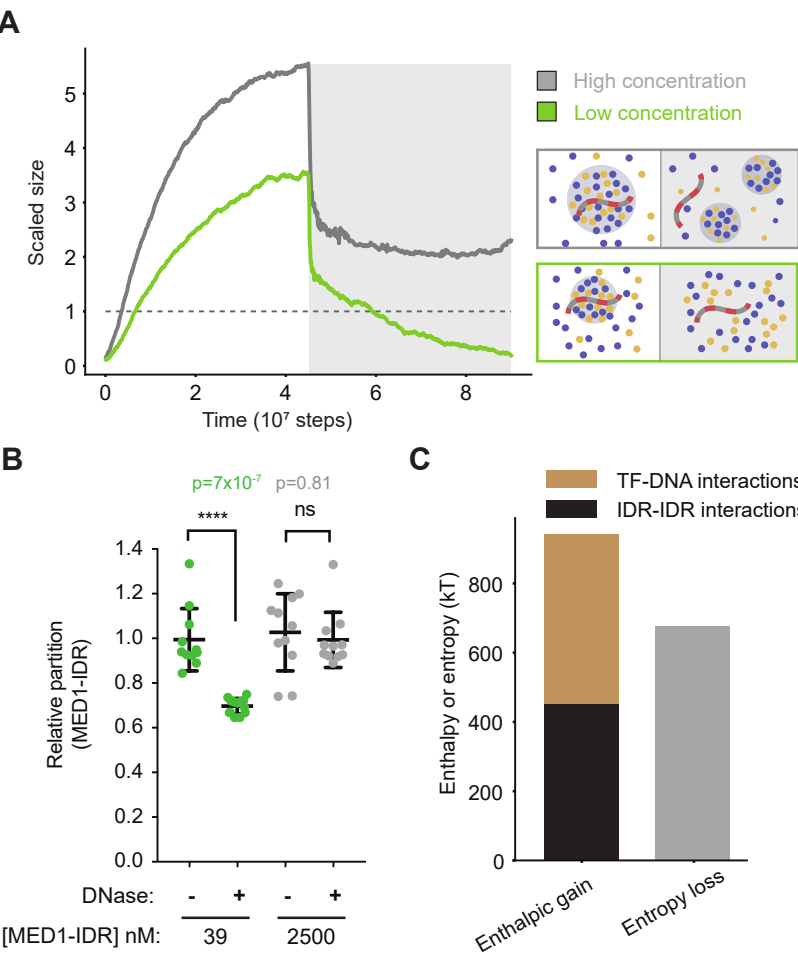 A
High concentration
Low concentration
Scaled size
5
4
3
2
1
0
0 2 4 6 8
Time (10⁷ steps)
B
p=7x10⁻⁷ p=0.81
**** ns
Relative partition
(MED1-IDR)
1.4
1.2
1.0
0.8
0.6
0.4
0.2
0.0
DNase: - + - +
[MED1-IDR] nM: 39 2500
C
TF-DNA interactions
IDR-IDR interactions
Enthalpy or entropy (kT)
800
600
400
200
0
Enthalpic gain
Entropy loss